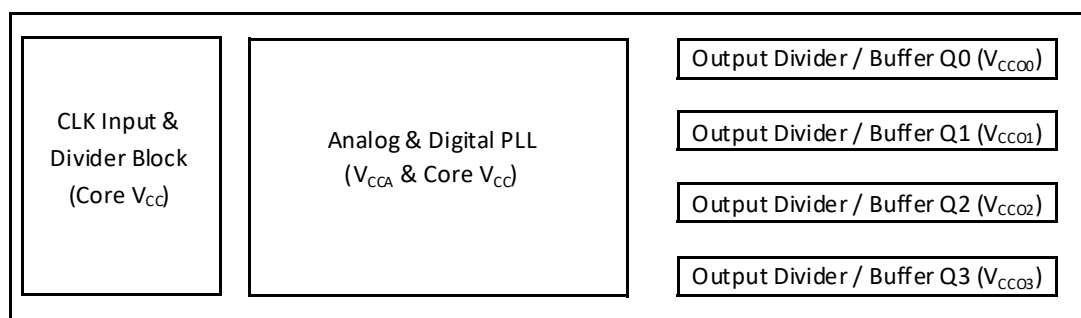 CLK Input &
Divider Block
(Core VCC)
Analog & Digital PLL
(VCCA & Core VCC)
Output Divider / Buffer Q0 (VCCO0)
Output Divider / Buffer Q1 (VCCO1)
Output Divider / Buffer Q2 (VCCO2)
Output Divider / Buffer Q3 (VCCO3)